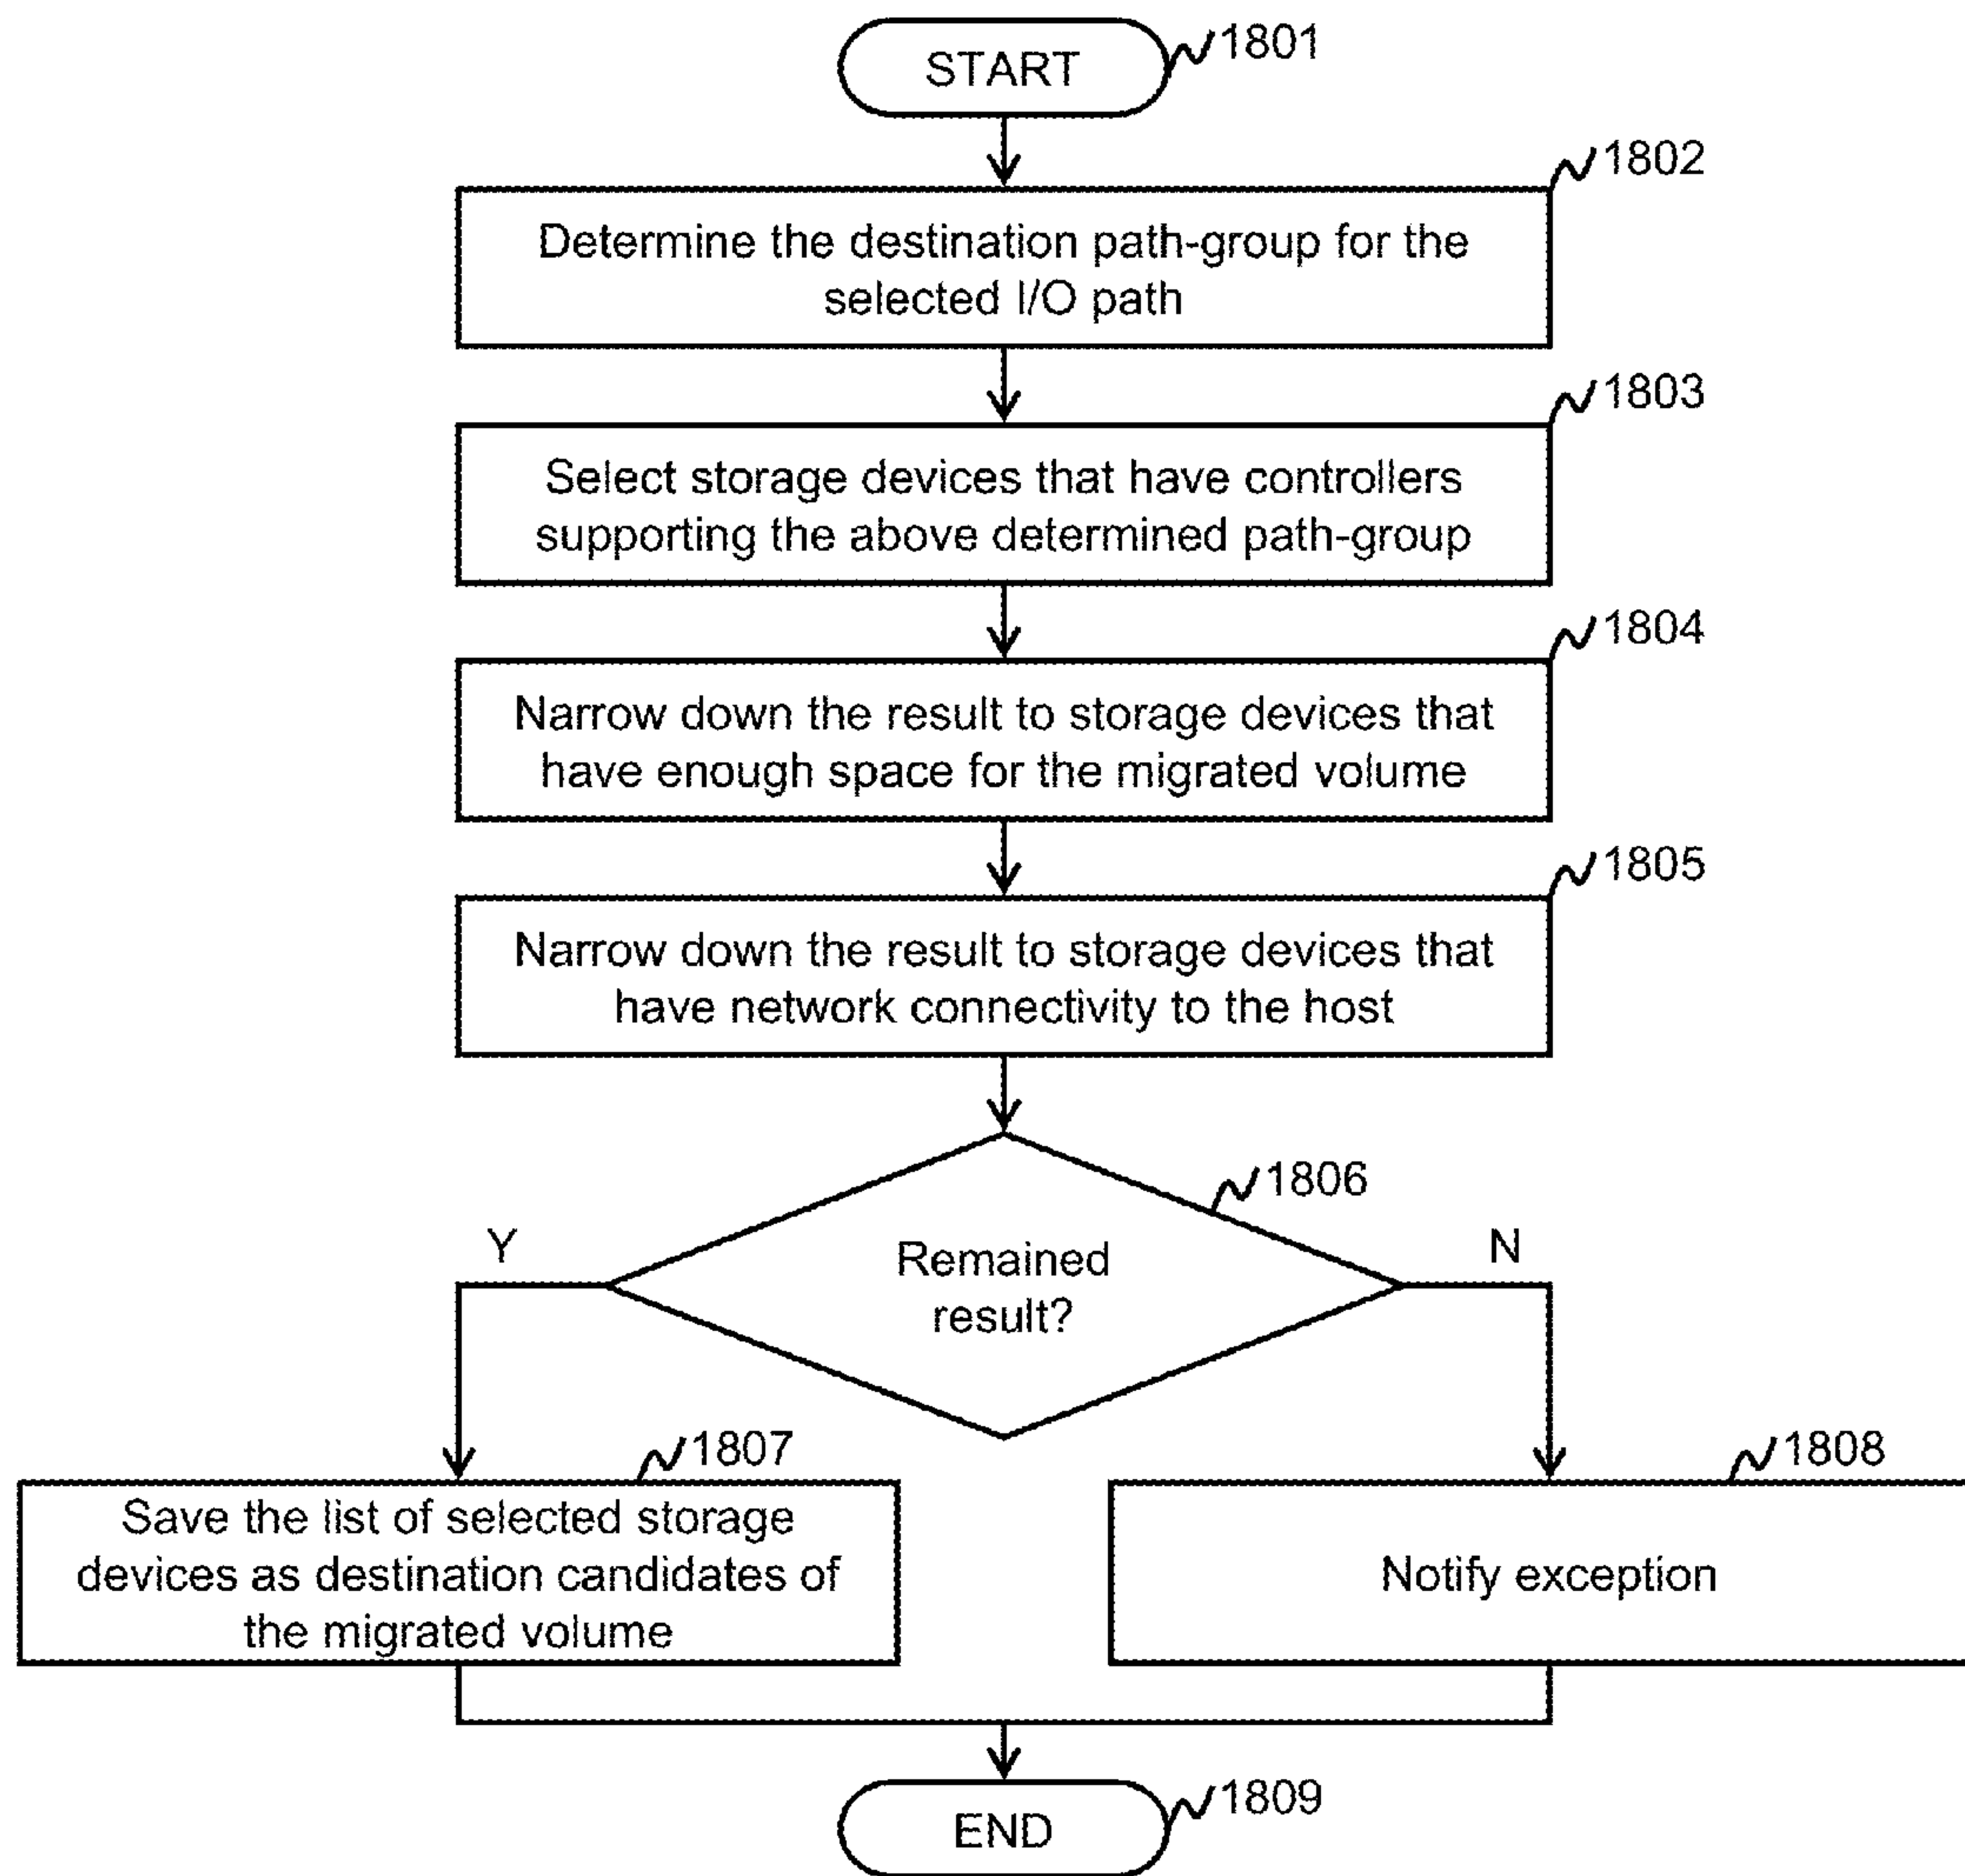 START
1801
1802
Determine the destination path-group for the
selected I/O path
1803
Select storage devices that have controllers
supporting the above determined path-group
1804
Narrow down the result to storage devices that
have enough space for the migrated volume
1805
Narrow down the result to storage devices that
have network connectivity to the host
1806
Y
N
Remained
result?
1807
1808
Save the list of selected storage
devices as destination candidates of
the migrated volume
Notify exception
END
1809